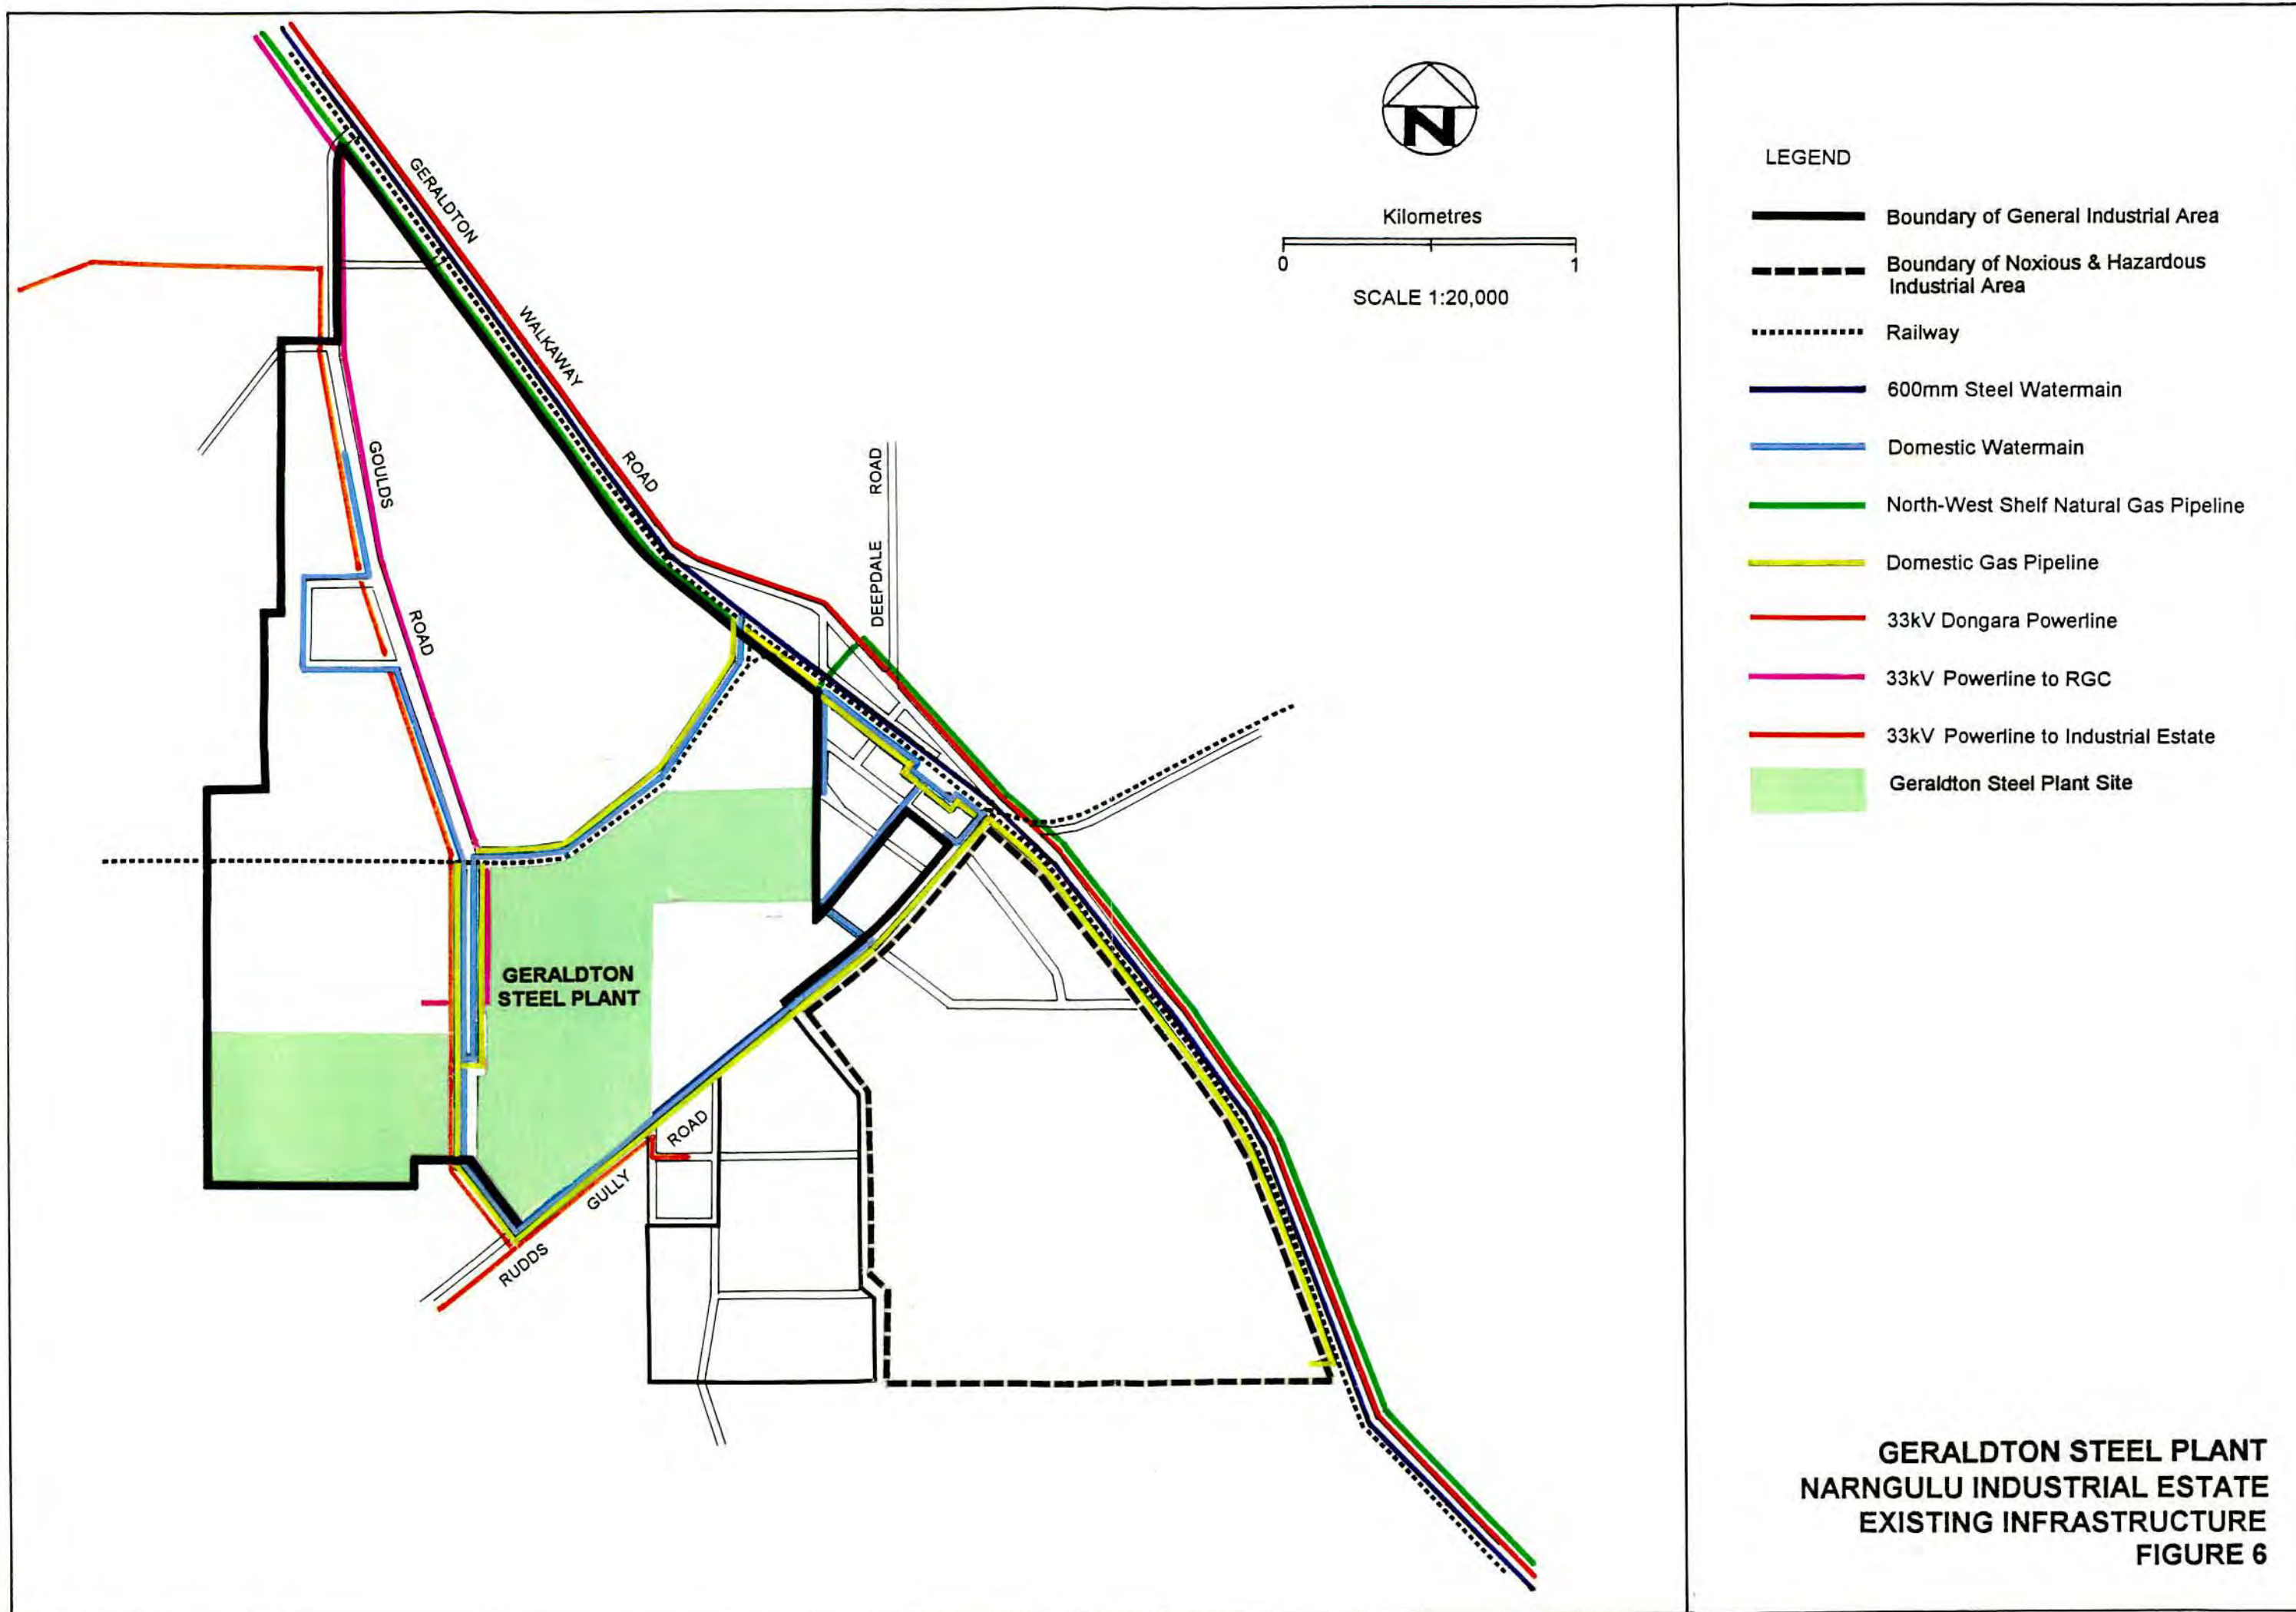 GERALDTON
WALKAWAY
ROAD
GOULDS
ROAD
DEEPDALE ROAD
GERALDTON
STEEL PLANT
RUDDS
GULLY
ROAD
N
Kilometres
0 1
SCALE 1:20,000
LEGEND
Boundary of General Industrial Area
Boundary of Noxious & Hazardous
Industrial Area
Railway
600mm Steel Watermain
Domestic Watermain
North-West Shelf Natural Gas Pipeline
Domestic Gas Pipeline
33kV Dongara Powerline
33kV Powerline to RGC
33kV Powerline to Industrial Estate
Geraldton Steel Plant Site
GERALDTON STEEL PLANT
NARNGULU INDUSTRIAL ESTATE
EXISTING INFRASTRUCTURE
FIGURE 6